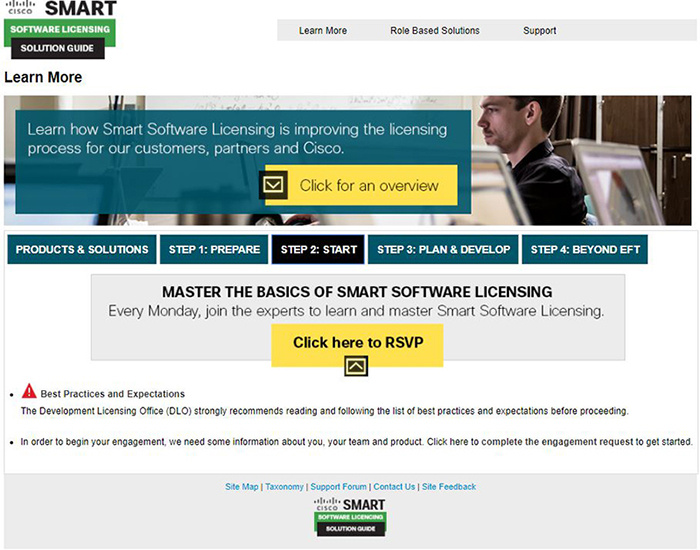 CISCO SMART
SOFTWARE LICENSING
SOLUTION GUIDE
Learn More Role Based Solutions Support
Learn More
Learn how Smart Software Licensing is improving the licensing
process for our customers, partners and Cisco.
Click for an overview
PRODUCTS & SOLUTIONS STEP 1: PREPARE STEP 2: START STEP 3: PLAN & DEVELOP STEP 4: BEYOND EFT
MASTER THE BASICS OF SMART SOFTWARE LICENSING
Every Monday, join the experts to learn and master Smart Software Licensing.
Click here to RSVP
Best Practices and Expectations
The Development Licensing Office (DLO) strongly recommends reading and following the list of best practices and expectations before proceeding.
In order to begin your engagement, we need some information about you, your team and product. Click here to complete the engagement request to get started.
Site Map | Taxonomy | Support Forum | Contact Us | Site Feedback
CISCO SMART
SOFTWARE LICENCING
SOLUTION GUIDE